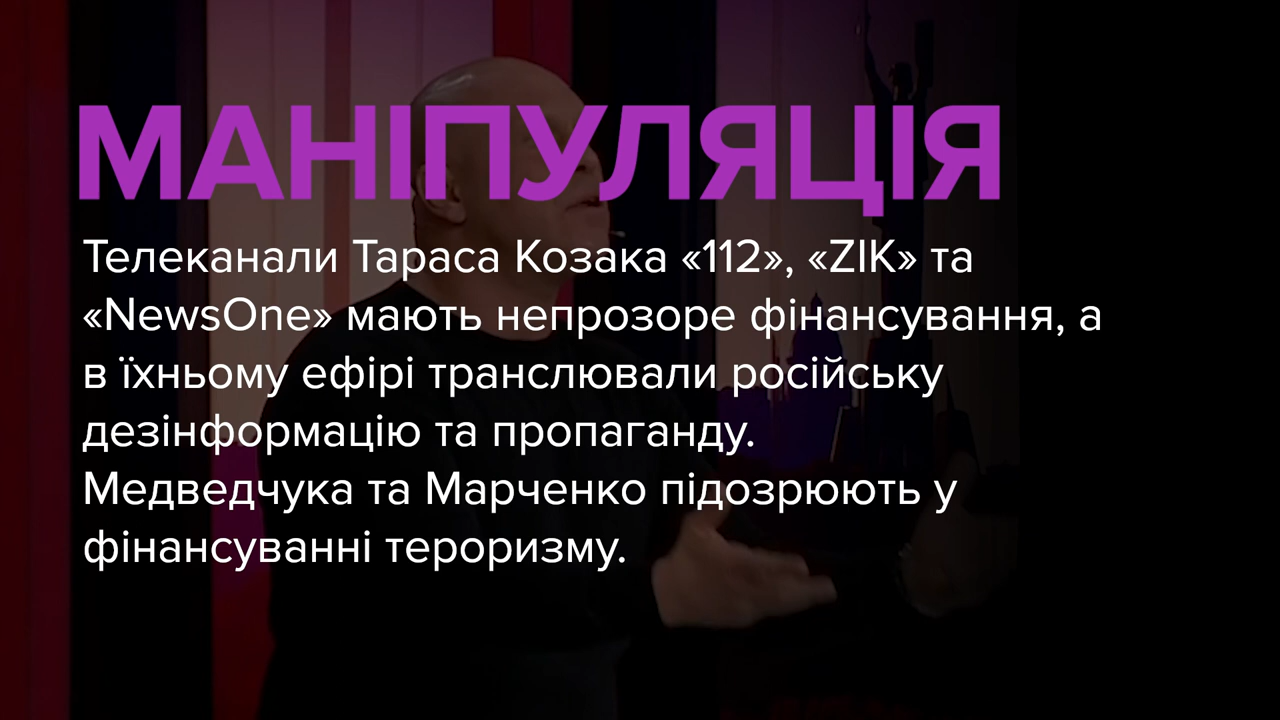 МАНІПУЛЯЦІЯ
Телеканали Тараса Козака «112», «ZIK» та
«NewsOne» мають непрозоре фінансування, а
в їхньому ефірі транслювали російську
дезінформацію та пропаганду.
Медведчука та Марченко підозрюють у
фінансуванні тероризму.